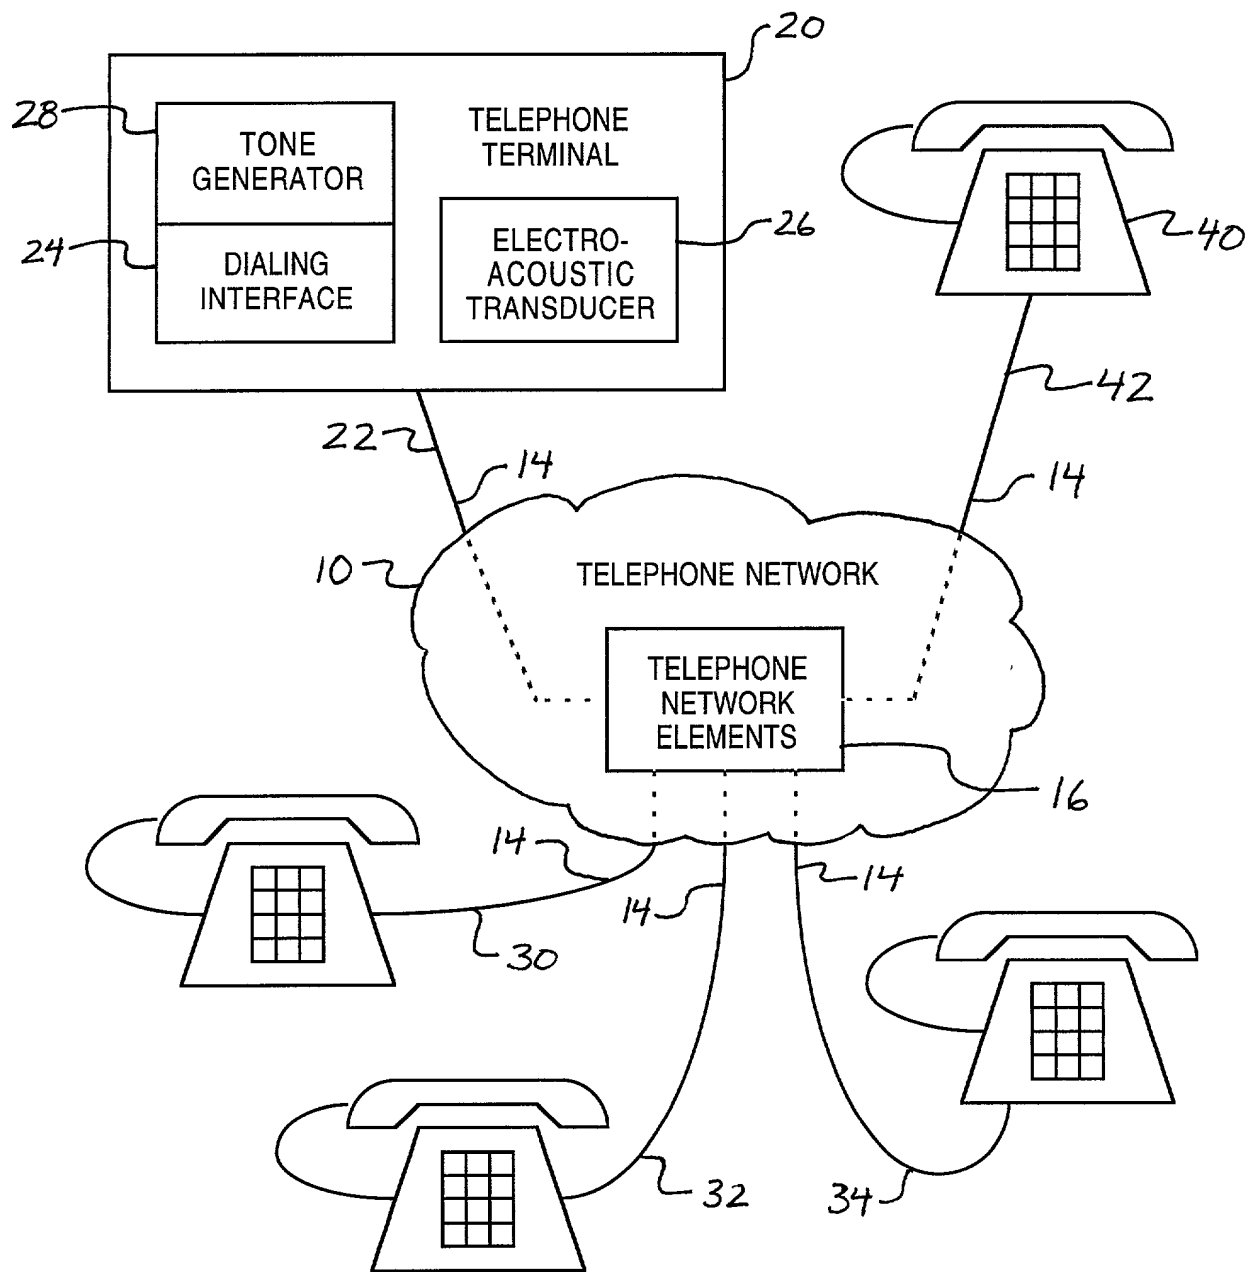 20
28
TONE
GENERATOR
TELEPHONE
TERMINAL
24
DIALING
INTERFACE
ELECTRO-
ACOUSTIC
TRANSDUCER
26
40
42
22
14
14
10
TELEPHONE NETWORK
TELEPHONE
NETWORK
ELEMENTS
16
14
14
14
30
32
34